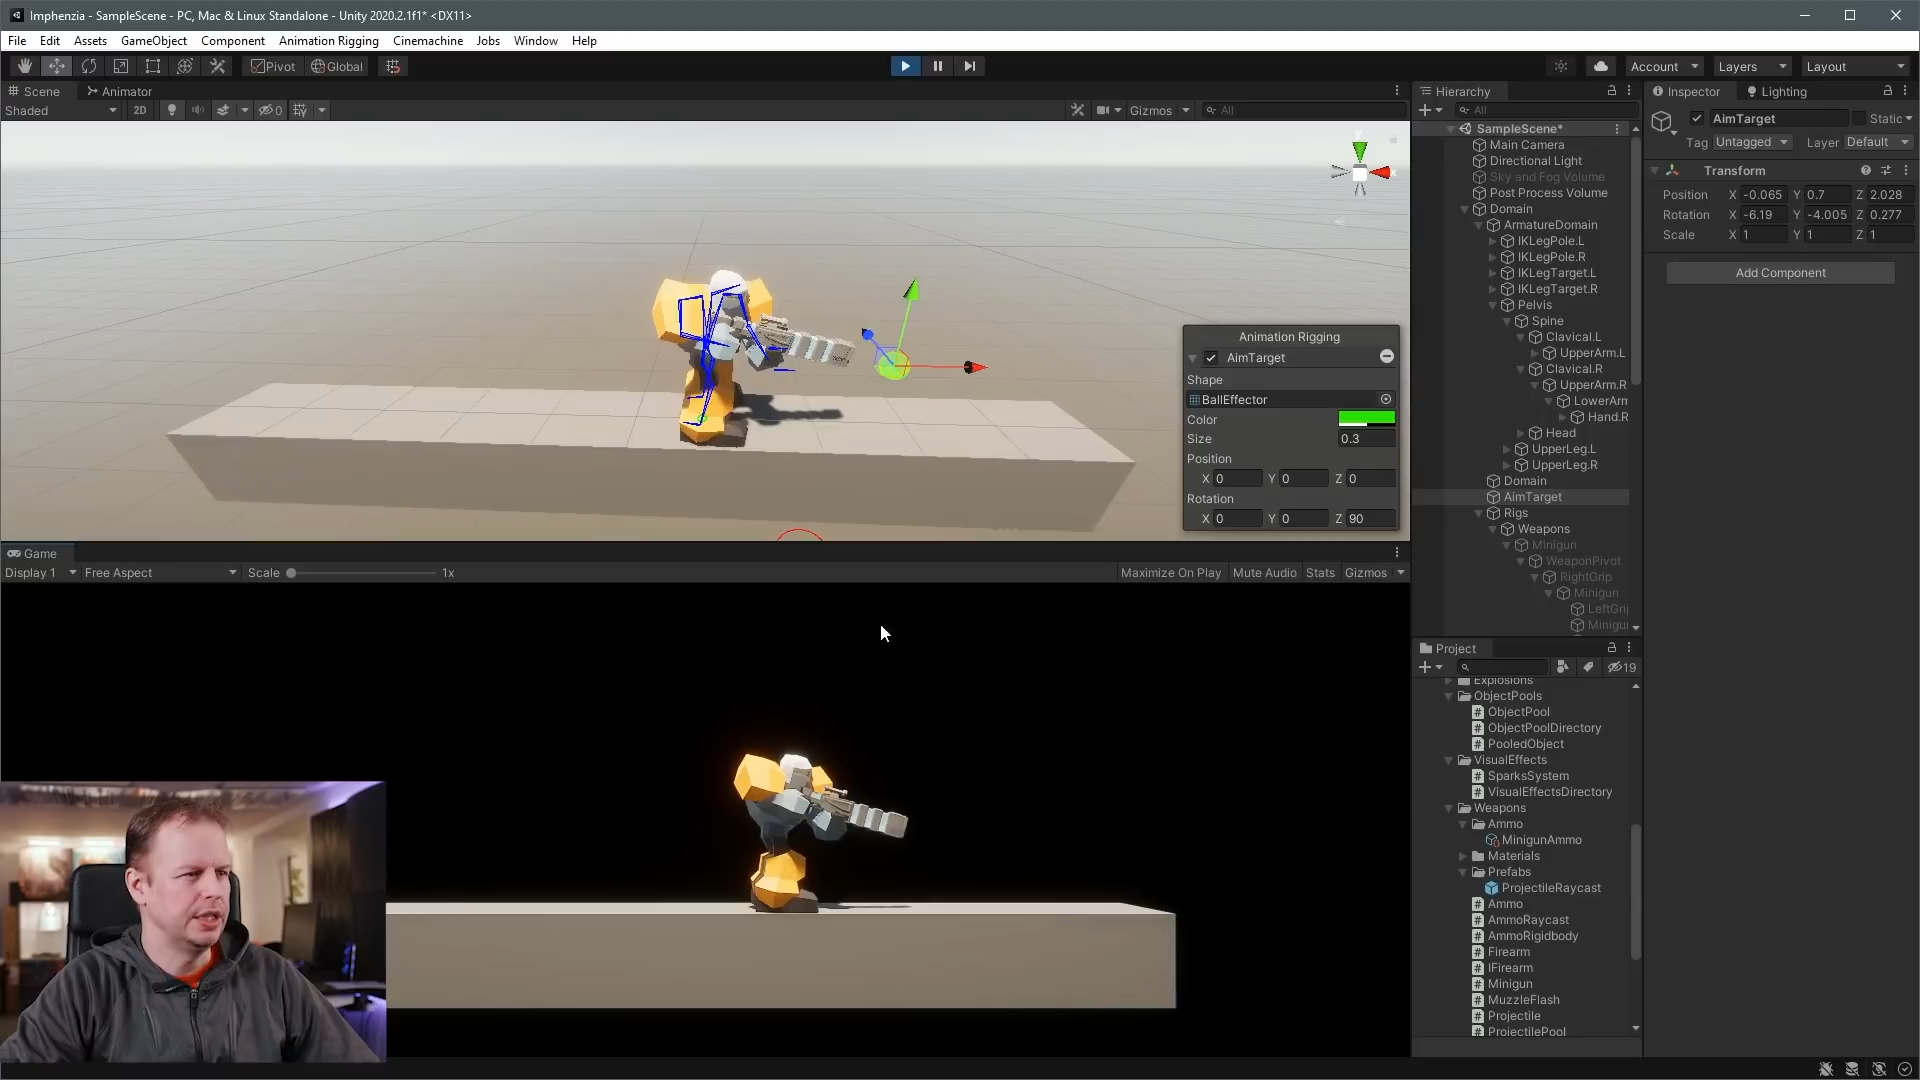 Imphenzia - SampleScene - PC, Mac & Linux Standalone - Unity 2020.2.1f1* <DX11>
File Edit Assets GameObject Component Animation Rigging Cinemachine Jobs Window Help
Pivot Global Account Layers Layout
Scene Animator
Shaded 2D 0 Gizmos All
Animation Rigging
AimTarget
Shape
BallEffector
Color
Size 0.3
Position
X 0 Y 0 Z 0
Rotation
X 0 Y 0 Z 90
Game
Display 1 Free Aspect Scale 1x Maximize On Play Mute Audio Stats Gizmos
Hierarchy
All
SampleScene*
Main Camera
Directional Light
Sky and Fog Volume
Post Process Volume
Domain
ArmatureDomain
IKLegPole.L
IKLegPole.R
IKLegTarget.L
IKLegTarget.R
Pelvis
Spine
Clavical.L
UpperArm.L
Clavical.R
UpperArm.R
LowerArm
Hand.R
Head
UpperLeg.L
UpperLeg.R
Domain
AimTarget
Rigs
Weapons
Minigun
WeaponPivot
RightGrip
Minigun
LeftGri
Minigu
Project
19
Explosions
ObjectPools
ObjectPool
ObjectPoolDirectory
PooledObject
VisualEffects
SparksSystem
VisualEffectsDirectory
Weapons
Ammo
MinigunAmmo
Materials
Prefabs
ProjectileRaycast
Ammo
AmmoRaycast
AmmoRigidbody
Firearm
IFirearm
Minigun
MuzzleFlash
Projectile
ProjectilePool
Inspector Lighting
AimTarget Static
Tag Untagged Layer Default
Transform
Position X -0.065 Y 0.7 Z 2.028
Rotation X -6.19 Y -4.005 Z 0.277
Scale X 1 Y 1 Z 1
Add Component